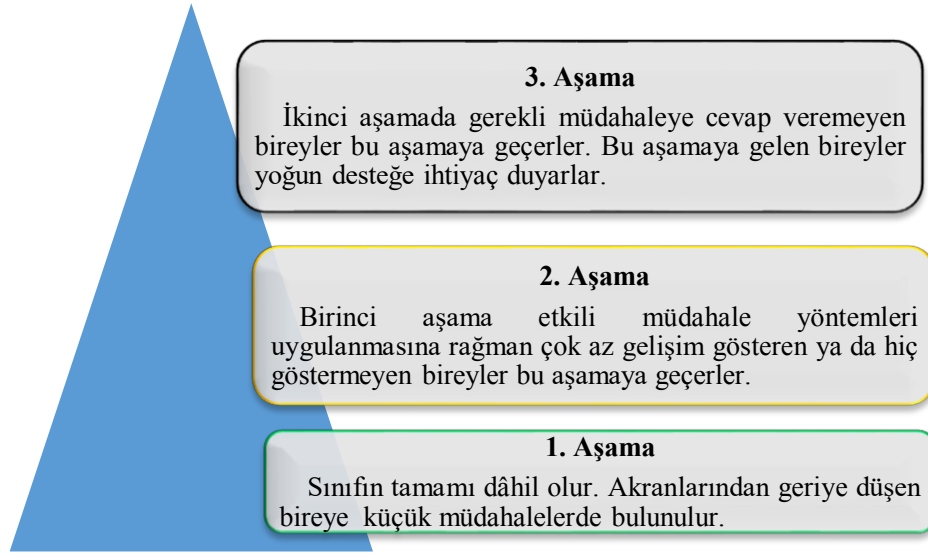 3. Aşama
İkinci aşamada gerekli müdahaleye cevap veremeyen
bireyler bu aşamaya geçerler. Bu aşamaya gelen bireyler
yoğun desteğe ihtiyaç duyarlar.
2. Aşama
Birinci aşama etkili müdahale yöntemleri
uygulanmasına rağman çok az gelişim gösteren ya da hiç
göstermeyen bireyler bu aşamaya geçerler.
1. Aşama
Sınıfın tamamı dâhil olur. Akranlarından geriye düşen
bireye küçük müdahalelerde bulunulur.